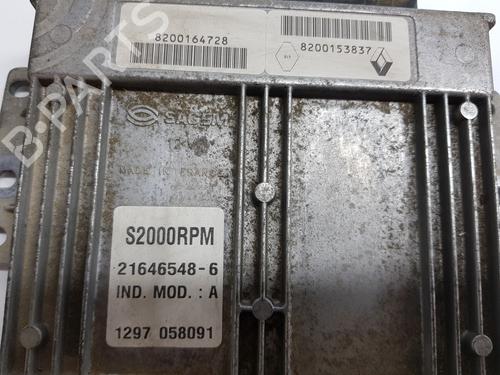 8200164728
8200153837
SAGEM
MADE IN FRANCE
S2000RPM
21646548-6
IND. MOD. : A
1297 058091
B-PARTS